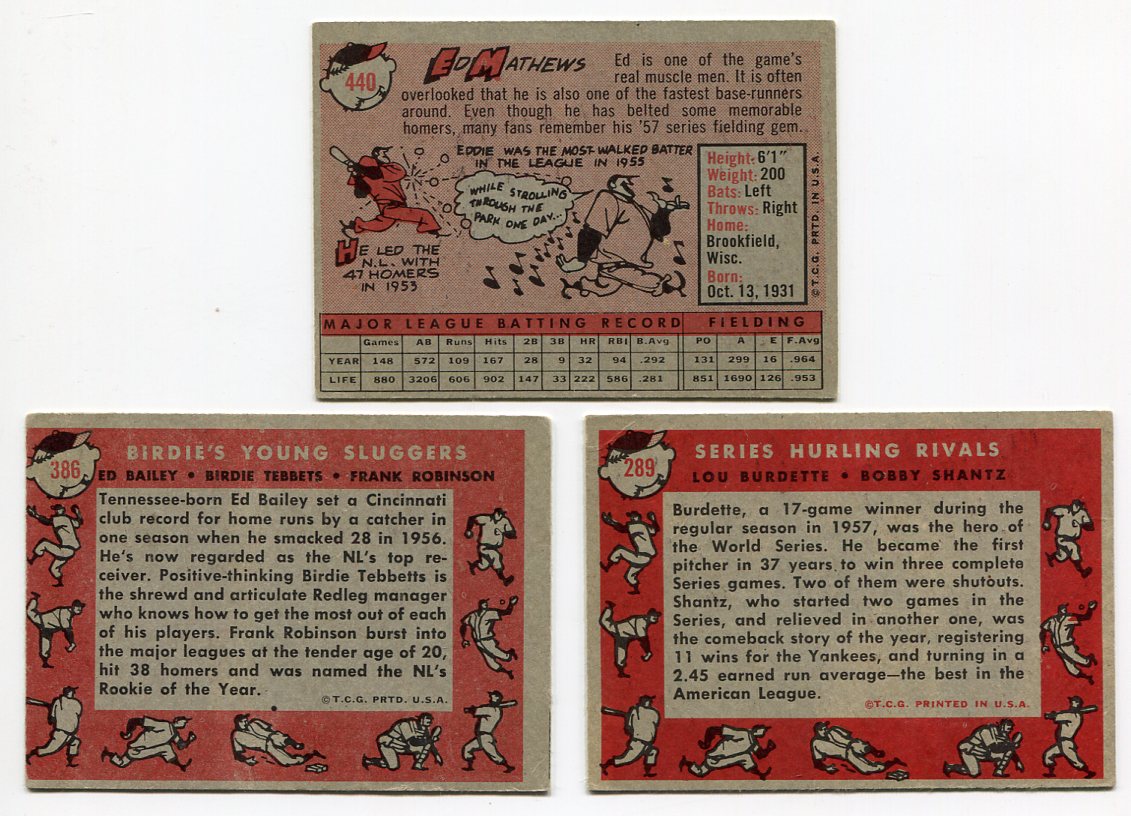 440
ED MATHEWS
Ed is one of the game's
real muscle men. It is often
overlooked that he is also one of the fastest base-runners
around. Even though he has belted some memorable
homers, many fans remember his '57 series fielding gem.
EDDIE WAS THE MOST WALKED BATTER
IN THE LEAGUE IN 1955
WHILE STROLLING
THROUGH THE
PARK ONE DAY...
HE LED THE
N.L. WITH
47 HOMERS
IN 1953
Height: 6'1"
Weight: 200
Bats: Left
Throws: Right
Home:
Brookfield,
Wisc.
Born:
Oct. 13, 1931
© T.C.G. PRTD. IN U.S.A.
MAJOR LEAGUE BATTING RECORD FIELDING
Games AB Runs Hits 2B 3B HR RBI B.Avg PO A E F.Avg
YEAR 148 572 109 167 28 9 32 94 .292 131 299 16 .964
LIFE 880 3206 606 902 147 33 222 586 .281 851 1690 126 .953
386
BIRDIE'S YOUNG SLUGGERS
ED BAILEY • BIRDIE TEBBETS • FRANK ROBINSON
Tennessee-born Ed Bailey set a Cincinnati
club record for home runs by a catcher in
one season when he smacked 28 in 1956.
He's now regarded as the NL's top re-
ceiver. Positive-thinking Birdie Tebbetts is
the shrewd and articulate Redleg manager
who knows how to get the most out of each
of his players. Frank Robinson burst into
the major leagues at the tender age of 20,
hit 38 homers and was named the NL's
Rookie of the Year.
© T.C.G. PRTD. U.S.A.
289
SERIES HURLING RIVALS
LOU BURDETTE • BOBBY SHANTZ
Burdette, a 17-game winner during the
regular season in 1957, was the hero of
the World Series. He became the first
pitcher in 37 years to win three complete
Series games. Two of them were shutouts.
Shantz, who started two games in the
Series, and relieved in another one, was
the comeback story of the year, registering
11 wins for the Yankees, and turning in a
2.45 earned run average—the best in the
American League.
© T.C.G. PRINTED IN U.S.A.